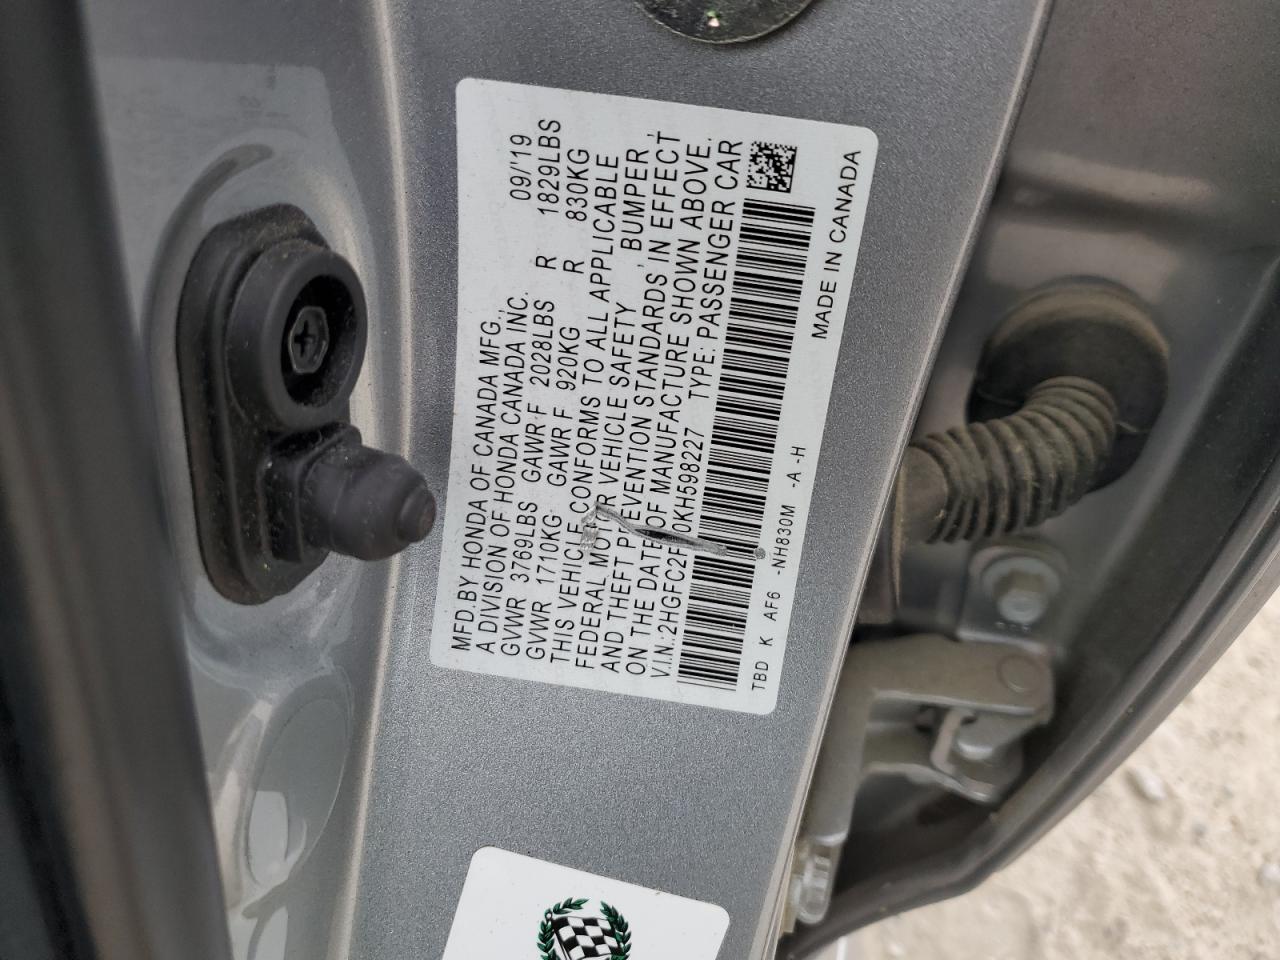 MFD.BY HONDA OF CANADA MFG., 09/'19
A DIVISION OF HONDA CANADA INC.
GVWR 3769LBS GAWR F 2028LBS R 1829LBS
GVWR 1710KG GAWR F 920KG R 830KG
THIS VEHICLE CONFORMS TO ALL APPLICABLE
FEDERAL MOTOR VEHICLE SAFETY, BUMPER,
AND THEFT PREVENTION STANDARDS IN EFFECT
ON THE DATE OF MANUFACTURE SHOWN ABOVE.
V.I.N.: TYPE: PASSENGER CAR
TBD K AF6 -NH830M -A -H MADE IN CANADA